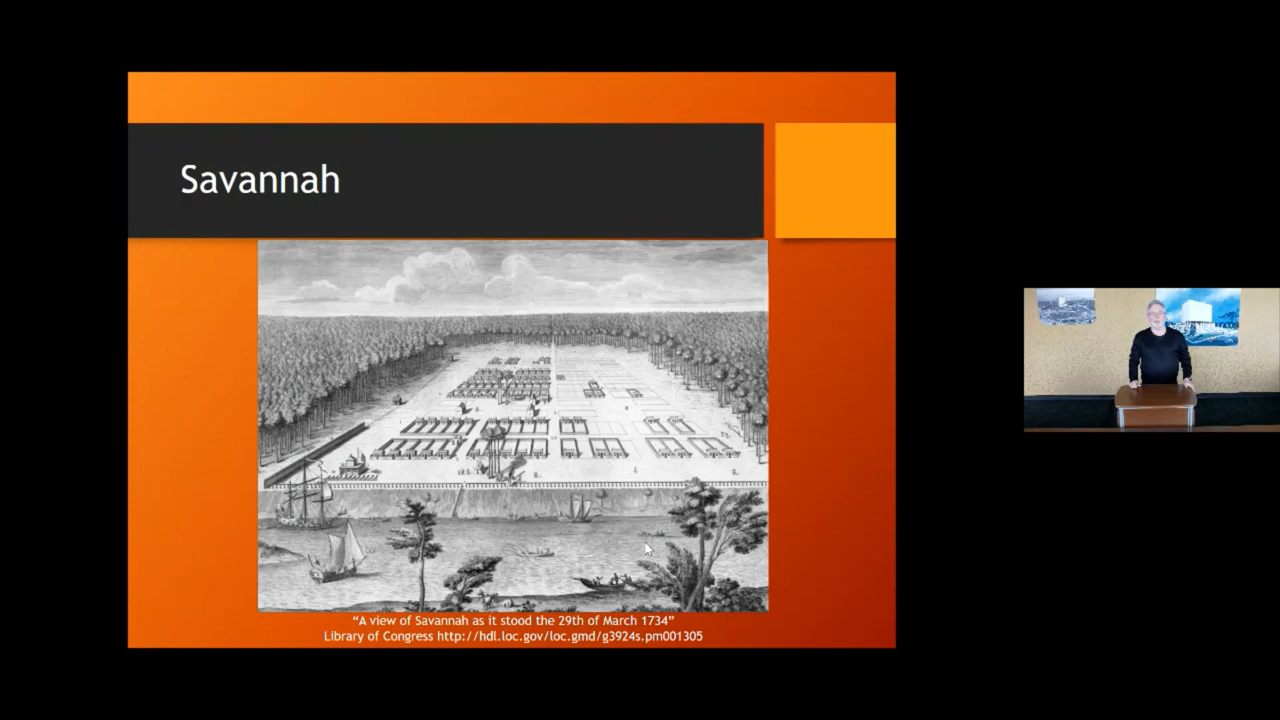 Savannah
“A view of Savannah as it stood the 29th of March 1734”
Library of Congress http://hdl.loc.gov/loc.gmd/g3924s.pm001305